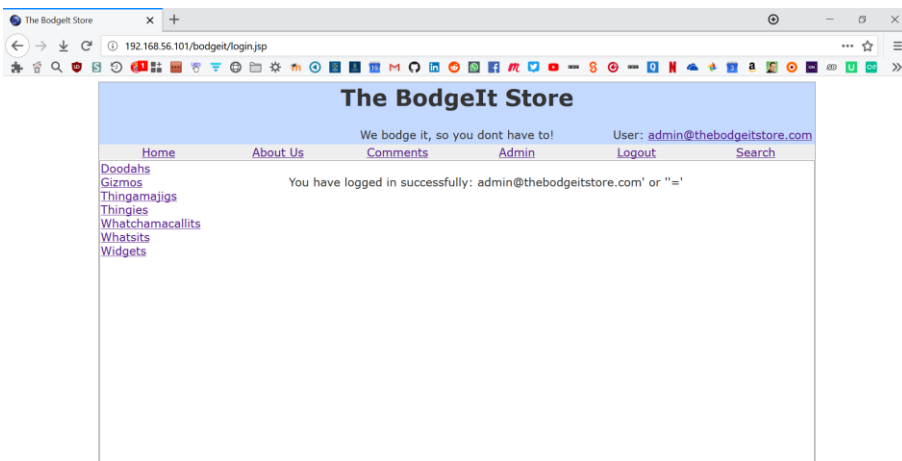 The BodgeIt Store
192.168.56.101/bodgeit/login.jsp
The BodgeIt Store
We bodge it, so you dont have to! User: admin@thebodgeitstore.com
Home About Us Comments Admin Logout Search
Doodahs
Gizmos
You have logged in successfully: admin@thebodgeitstore.com' or ''='
Thingamajigs
Thingies
Whatchamacallits
Whatsits
Widgets